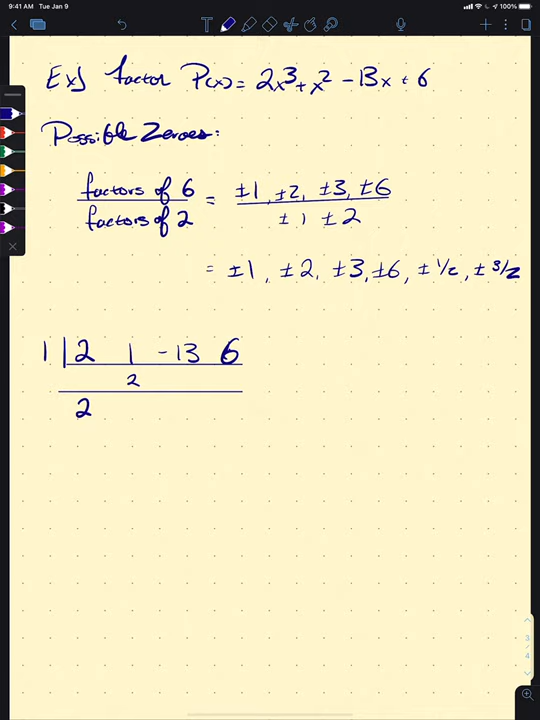 9:41 AM Tue Jan 9
100%
Ex) factor P(x) = 2x³ + x² - 13x + 6
Possible Zeroes:
factors of 6 / factors of 2 = ±1, ±2, ±3, ±6 / ±1 ±2
= ±1, ±2, ±3, ±6, ±1/2, ±3/2
1 | 2 1 -13 6
2
2
3
4